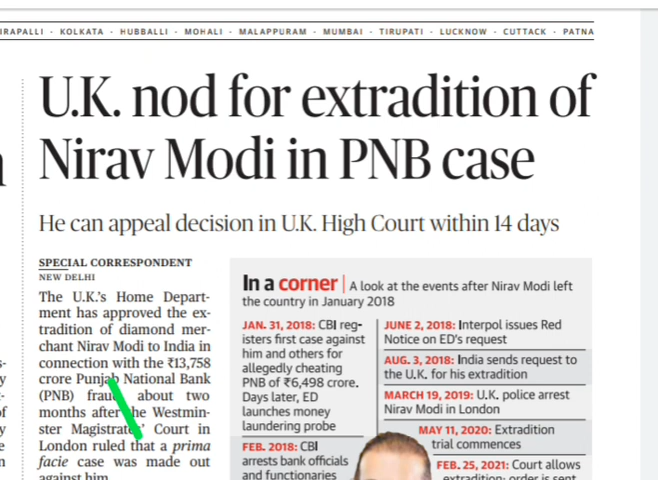 IRAPALLI · KOLKATA · HUBBALLI · MOHALI · MALAPPURAM · MUMBAI · TIRUPATI · LUCKNOW · CUTTACK · PATNA
U.K. nod for extradition of
Nirav Modi in PNB case
He can appeal decision in U.K. High Court within 14 days
SPECIAL CORRESPONDENT
NEW DELHI
The U.K.'s Home Depart-
ment has approved the ex-
tradition of diamond mer-
chant Nirav Modi to India in
connection with the ₹13,758
crore Punjab National Bank
(PNB) fraud about two
months after the Westmin-
ster Magistrates' Court in
London ruled that a prima
facie case was made out
against him.
In a corner | A look at the events after Nirav Modi left
the country in January 2018
JAN. 31, 2018: CBI reg-
isters first case against
him and others for
allegedly cheating
PNB of ₹6,498 crore.
Days later, ED
launches money
laundering probe
FEB. 2018: CBI
arrests bank officials
and functionaries
JUNE 2, 2018: Interpol issues Red
Notice on ED's request
AUG. 3, 2018: India sends request to
the U.K. for his extradition
MARCH 19, 2019: U.K. police arrest
Nirav Modi in London
MAY 11, 2020: Extradition
trial commences
FEB. 25, 2021: Court allows
extradition; order is sent